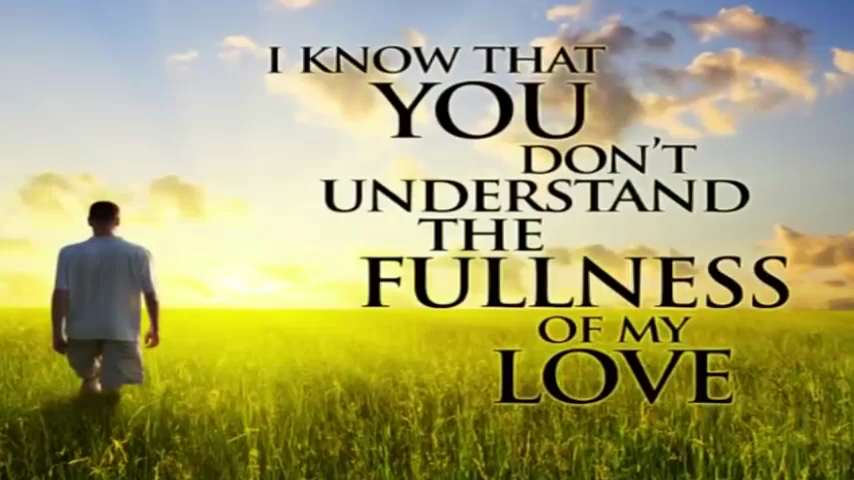 I KNOW THAT
YOU
DON'T
UNDERSTAND
THE
FULLNESS
OF MY
LOVE